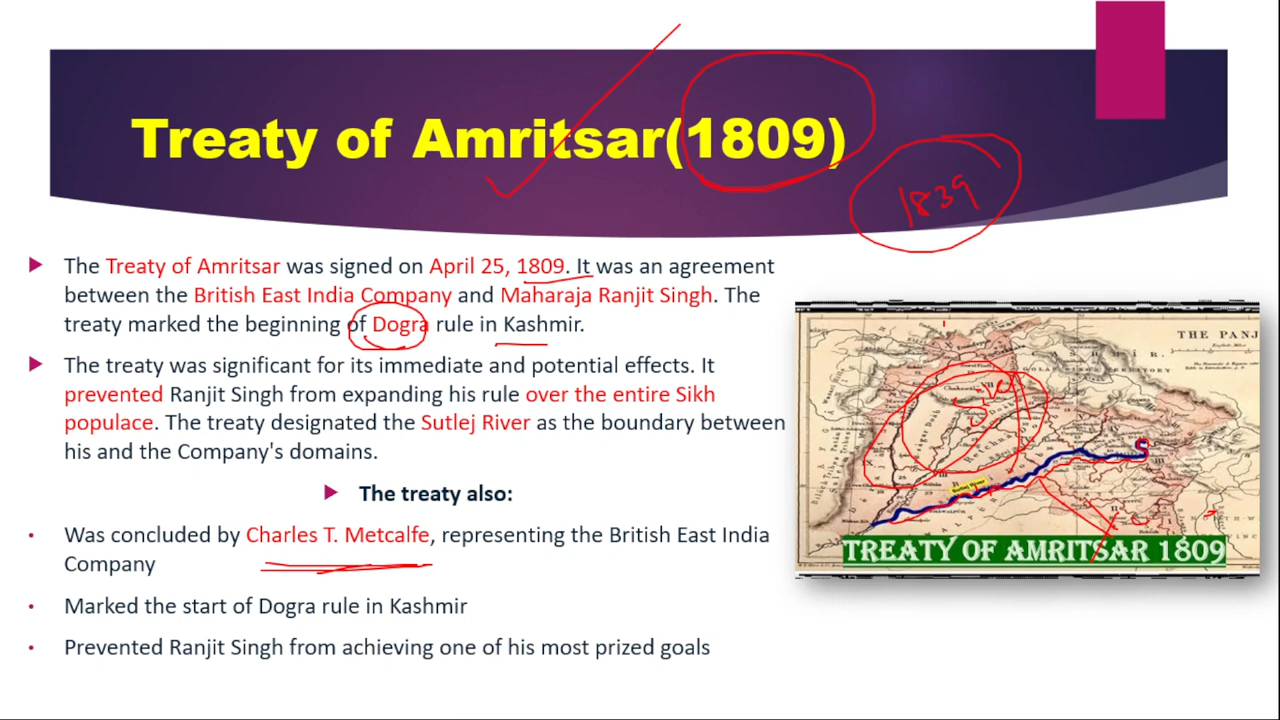 Treaty of Amritsar(1809)
1839
The Treaty of Amritsar was signed on April 25, 1809. It was an agreement
between the British East India Company and Maharaja Ranjit Singh. The
treaty marked the beginning of Dogra rule in Kashmir.
The treaty was significant for its immediate and potential effects. It
prevented Ranjit Singh from expanding his rule over the entire Sikh
populace. The treaty designated the Sutlej River as the boundary between
his and the Company's domains.
The treaty also:
Was concluded by Charles T. Metcalfe, representing the British East India
Company
Marked the start of Dogra rule in Kashmir
Prevented Ranjit Singh from achieving one of his most prized goals
THE PANJ
TREATY OF AMRITSAR 1809